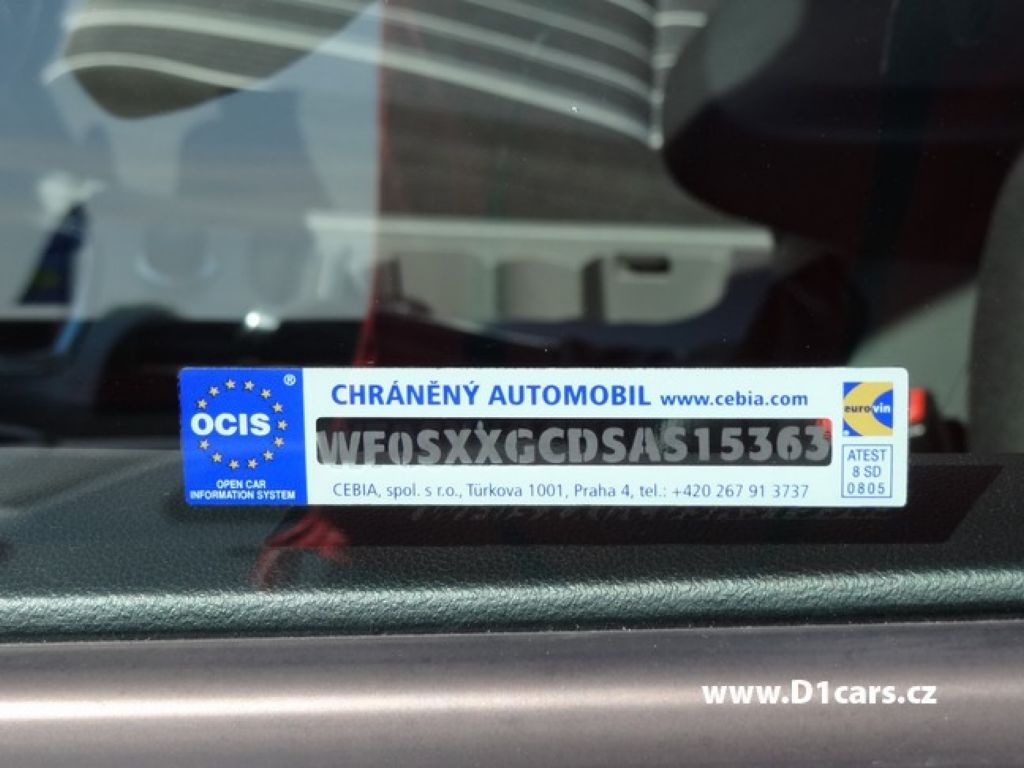 OCIS ®
OPEN CAR
INFORMATION SYSTEM
CHRÁNĚNÝ AUTOMOBIL www.cebia.com
WF0SXXGCDSAS15363
CEBIA, spol. s r.o., Türkova 1001, Praha 4, tel.: +420 267 91 3737
eurovin
ATEST
8 SD
0805
www.D1cars.cz